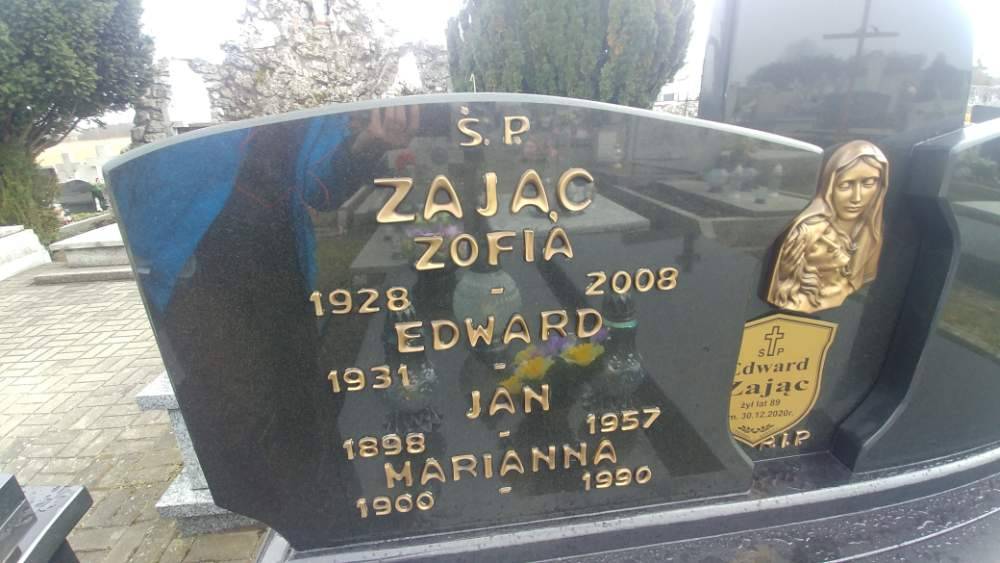 Ś. P.
ZAJĄC
ZOFIA
1928 - 2008
EDWARD
1931 -
JAN
1898 - 1957
MARIANNA
1900 - 1990
Ś P
Edward
Zając
żył lat 89
zm. 30.12.2020r.
R.I.P